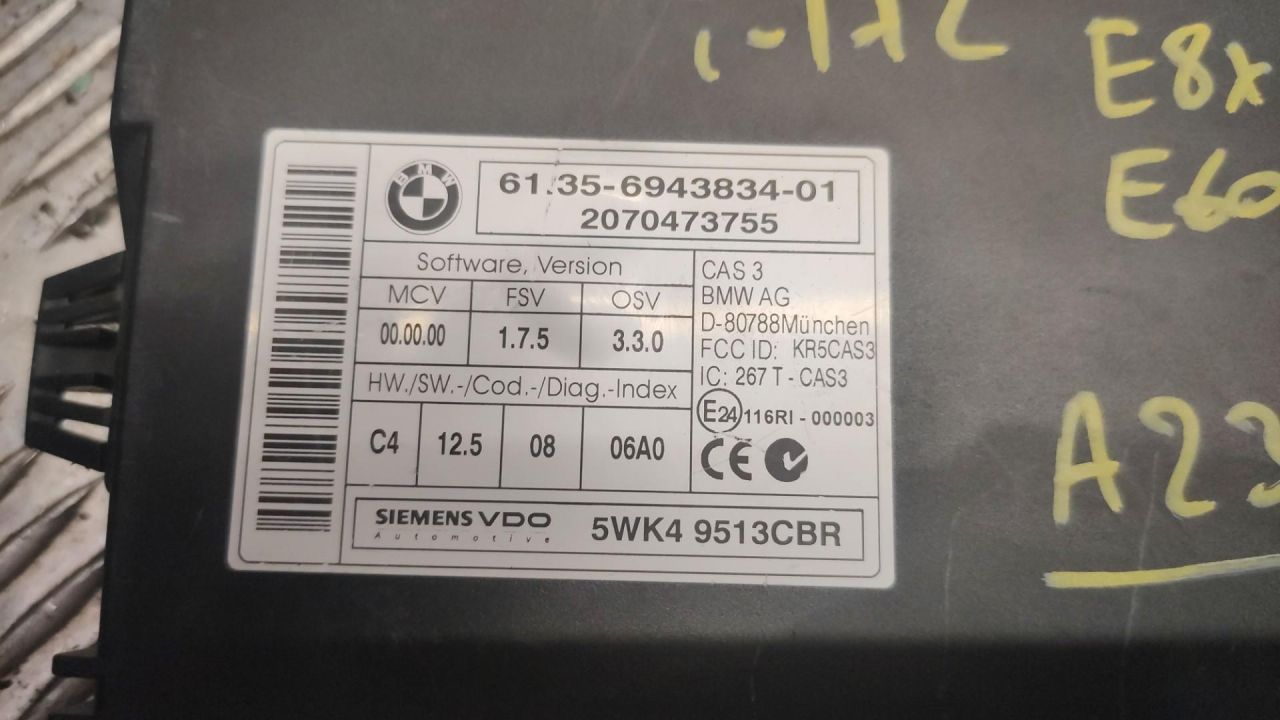 E8x
E60
BMW
61.35-6943834-01
2070473755
Software, Version
MCV FSV OSV
00.00.00 1.7.5 3.3.0
HW./SW.-/Cod.-/Diag.-Index
C4 12.5 08 06A0
CAS 3
BMW AG
D-80788München
FCC ID: KR5CAS3
IC: 267 T - CAS3
E24 116RI - 000003
CE
SIEMENS VDO
Automotive
5WK4 9513CBR